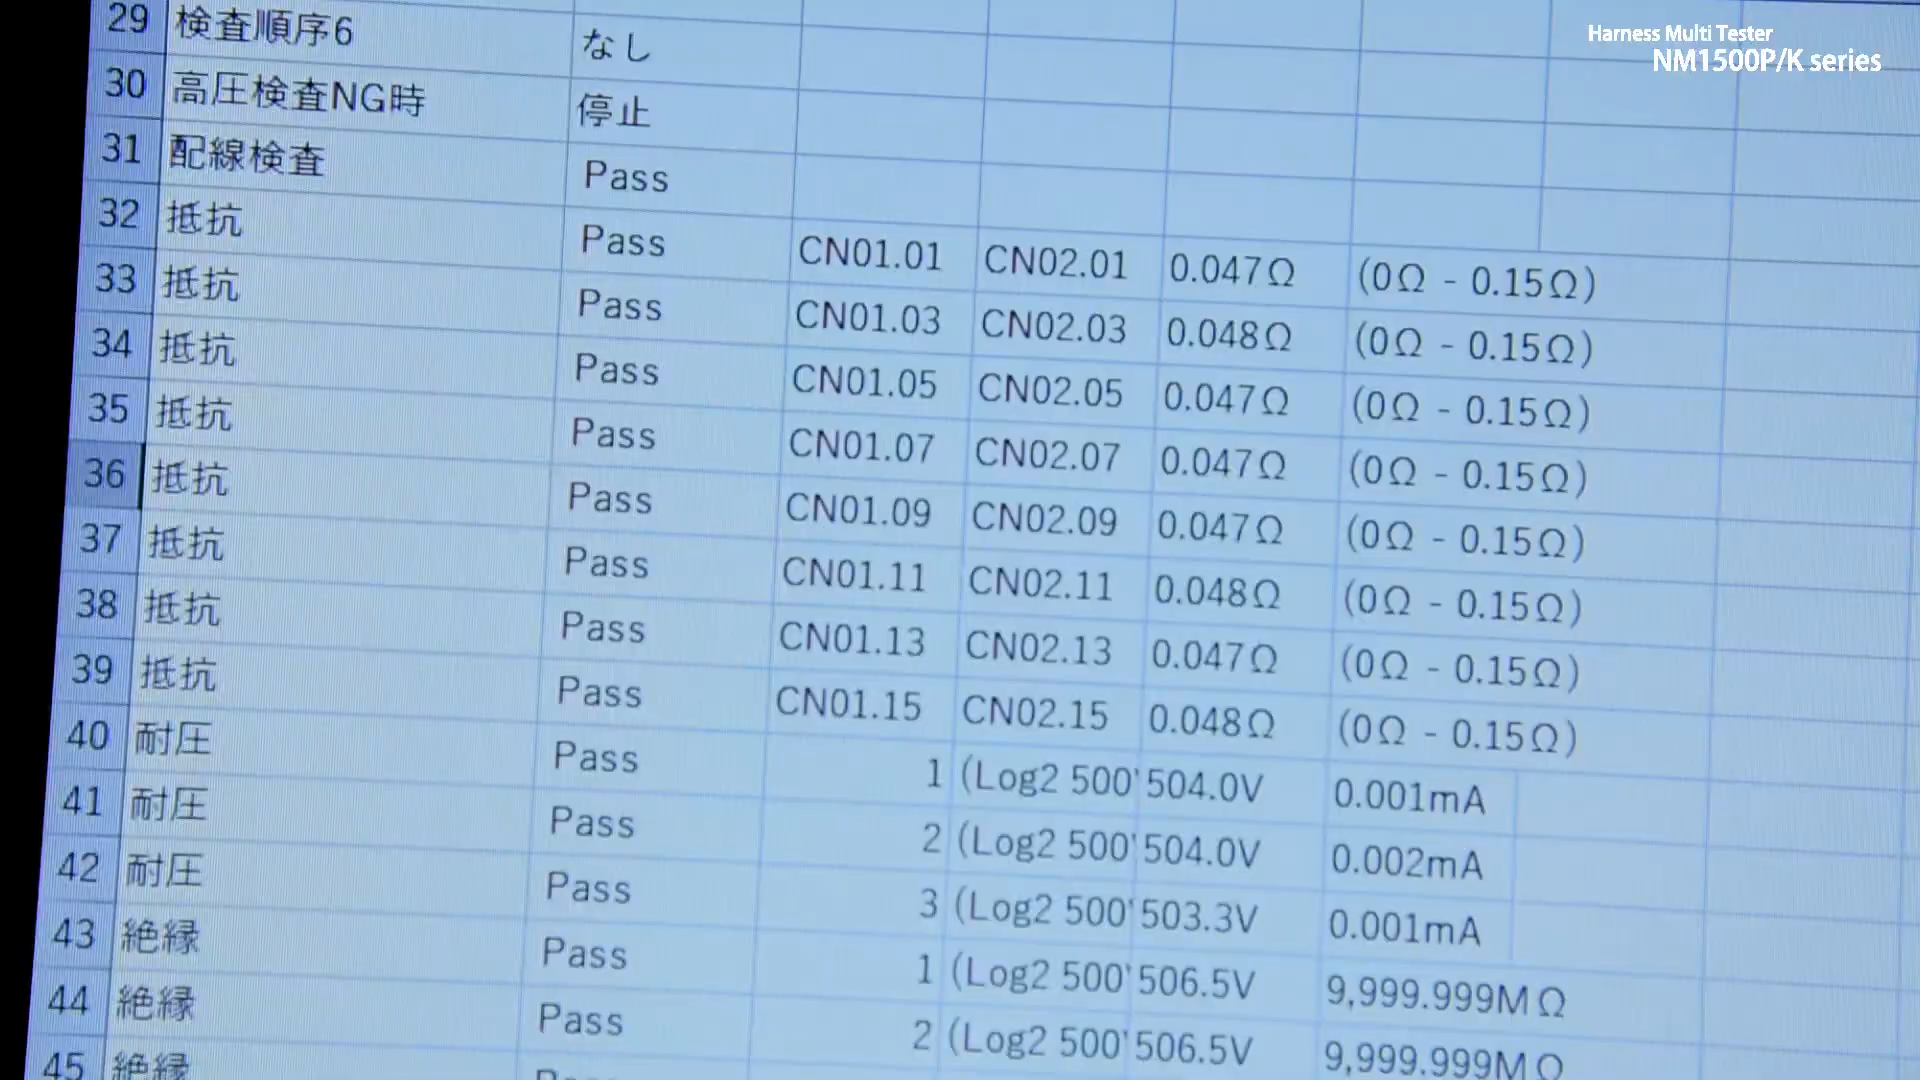 Harness Multi Tester
NM1500P/K series
29 検査順序6 なし
30 高圧検査NG時 停止
31 配線検査 Pass
32 抵抗 Pass CN01.01 CN02.01 0.047Ω (0Ω - 0.15Ω)
33 抵抗 Pass CN01.03 CN02.03 0.048Ω (0Ω - 0.15Ω)
34 抵抗 Pass CN01.05 CN02.05 0.047Ω (0Ω - 0.15Ω)
35 抵抗 Pass CN01.07 CN02.07 0.047Ω (0Ω - 0.15Ω)
36 抵抗 Pass CN01.09 CN02.09 0.047Ω (0Ω - 0.15Ω)
37 抵抗 Pass CN01.11 CN02.11 0.048Ω (0Ω - 0.15Ω)
38 抵抗 Pass CN01.13 CN02.13 0.047Ω (0Ω - 0.15Ω)
39 抵抗 Pass CN01.15 CN02.15 0.048Ω (0Ω - 0.15Ω)
40 耐圧 Pass 1 (Log2 500 504.0V 0.001mA
41 耐圧 Pass 2 (Log2 500 504.0V 0.002mA
42 耐圧 Pass 3 (Log2 500 503.3V 0.001mA
43 絶縁 Pass 1 (Log2 500 506.5V 9,999.999MΩ
44 絶縁 Pass 2 (Log2 500 506.5V 9,999.999MΩ
45 絶縁